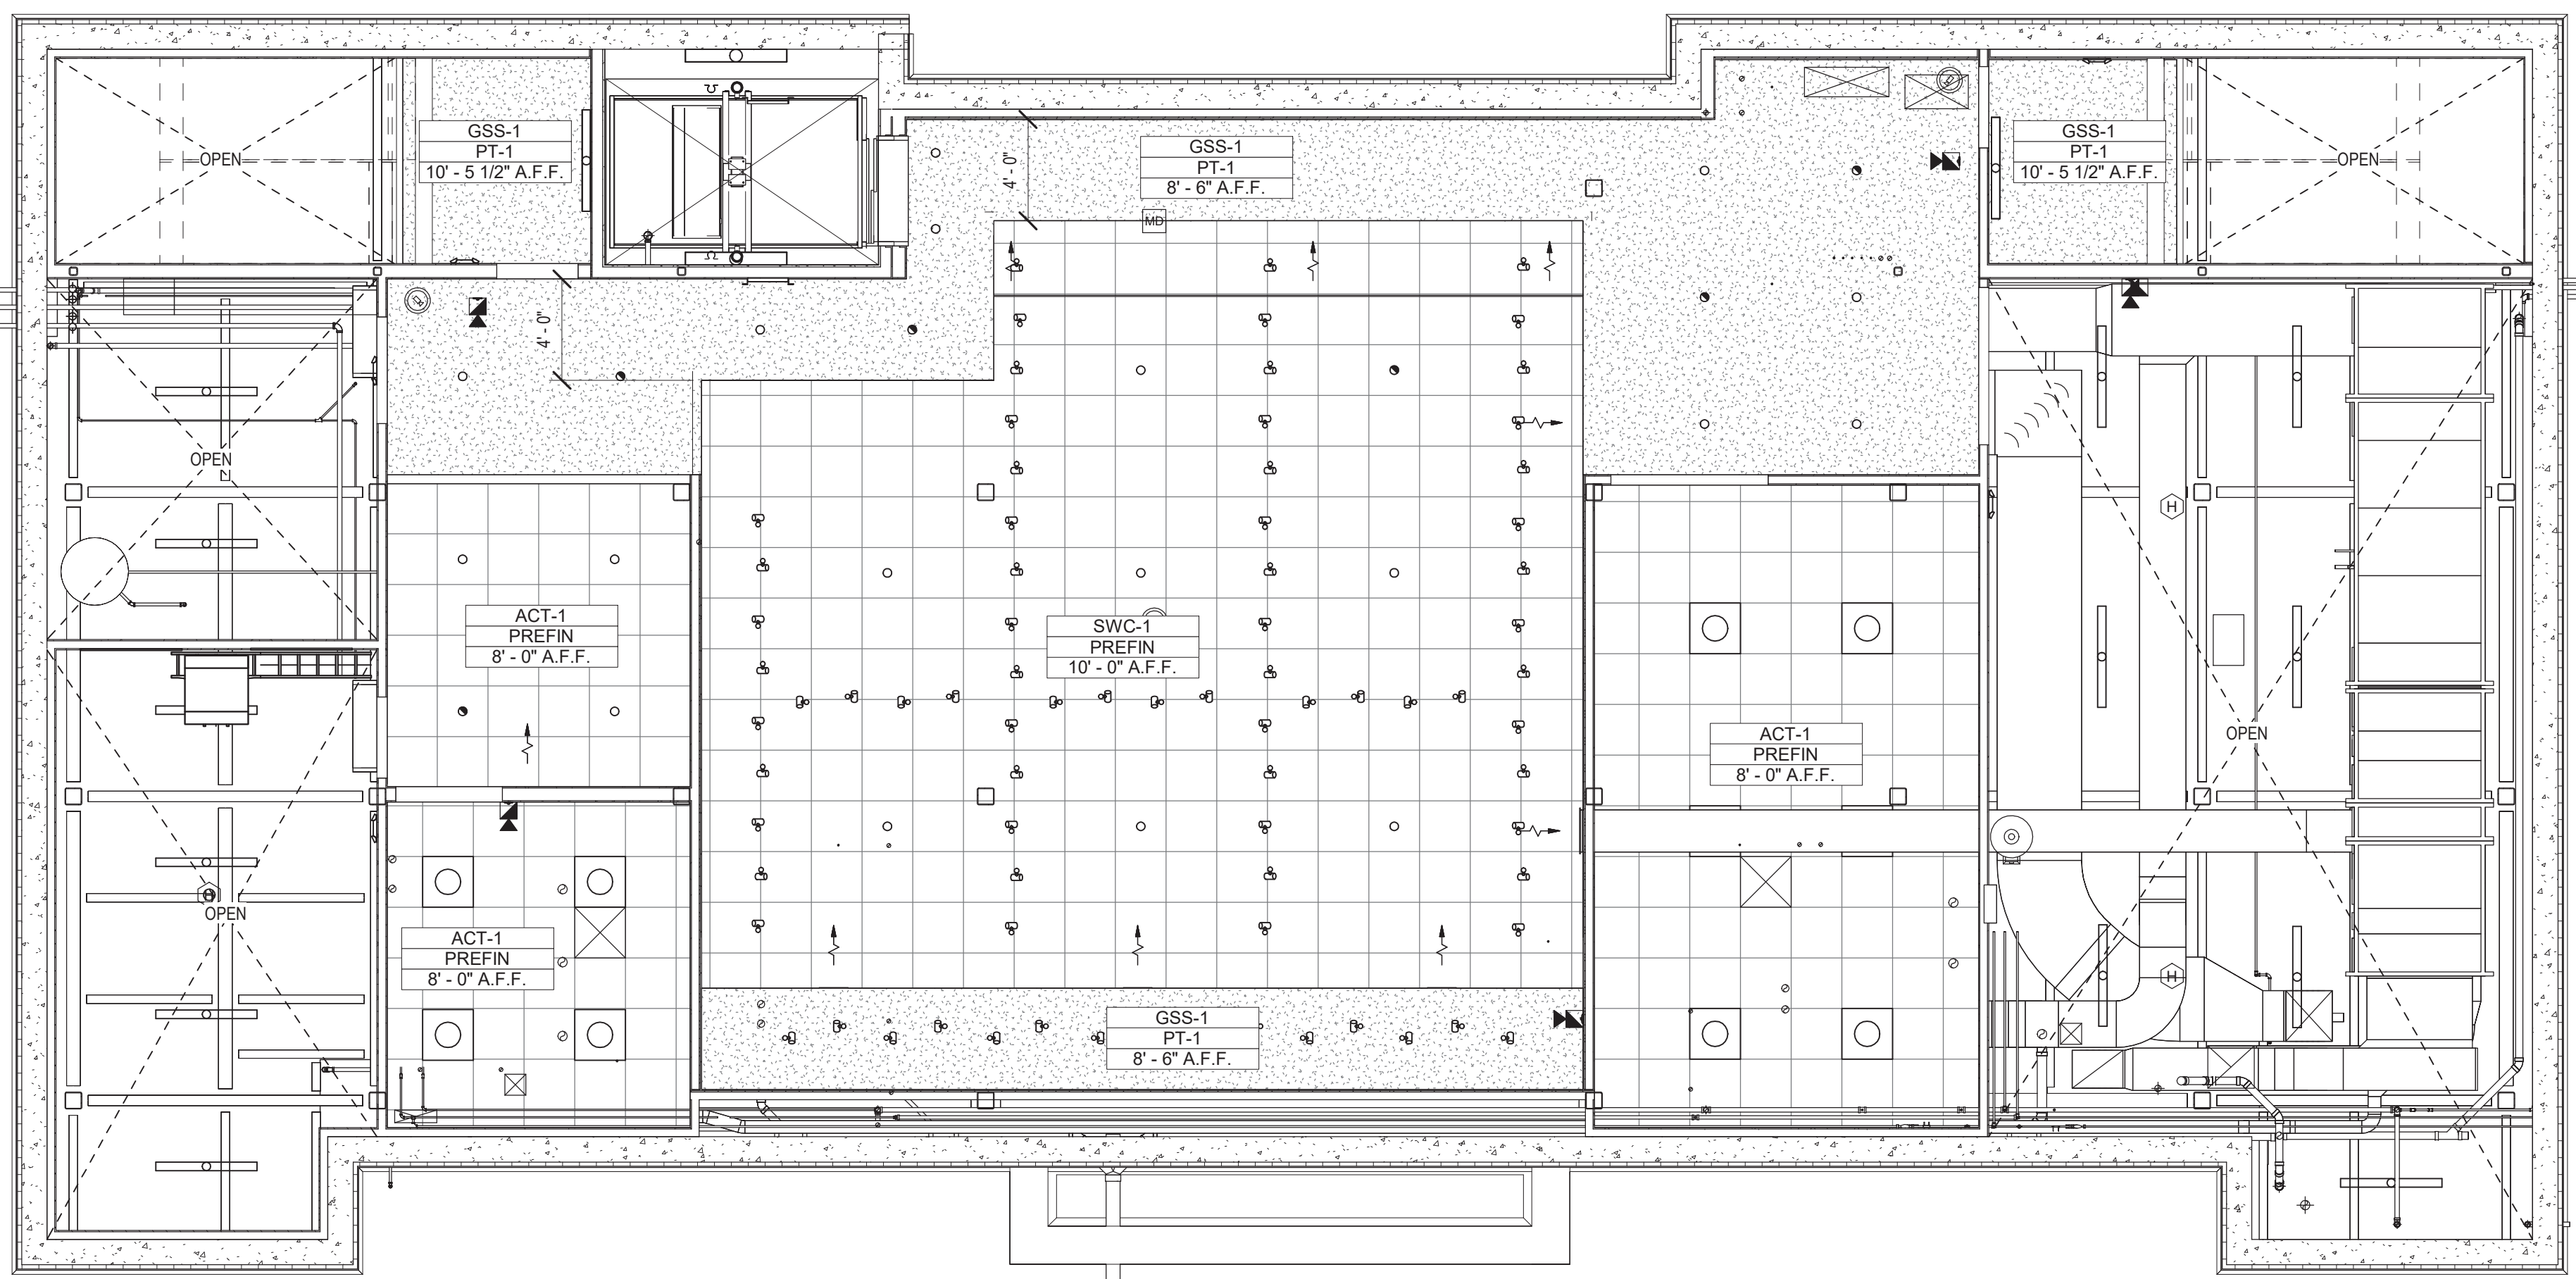 OPEN
GSS-1
PT-1
10' - 5 1/2" A.F.F.
4' - 0"
GSS-1
PT-1
8' - 6" A.F.F.
MD
GSS-1
PT-1
10' - 5 1/2" A.F.F.
OPEN
4' - 0"
OPEN
H
ACT-1
PREFIN
8' - 0" A.F.F.
SWC-1
PREFIN
10' - 0" A.F.F.
ACT-1
PREFIN
8' - 0" A.F.F.
OPEN
H
OPEN
ACT-1
PREFIN
8' - 0" A.F.F.
H
GSS-1
PT-1
8' - 6" A.F.F.